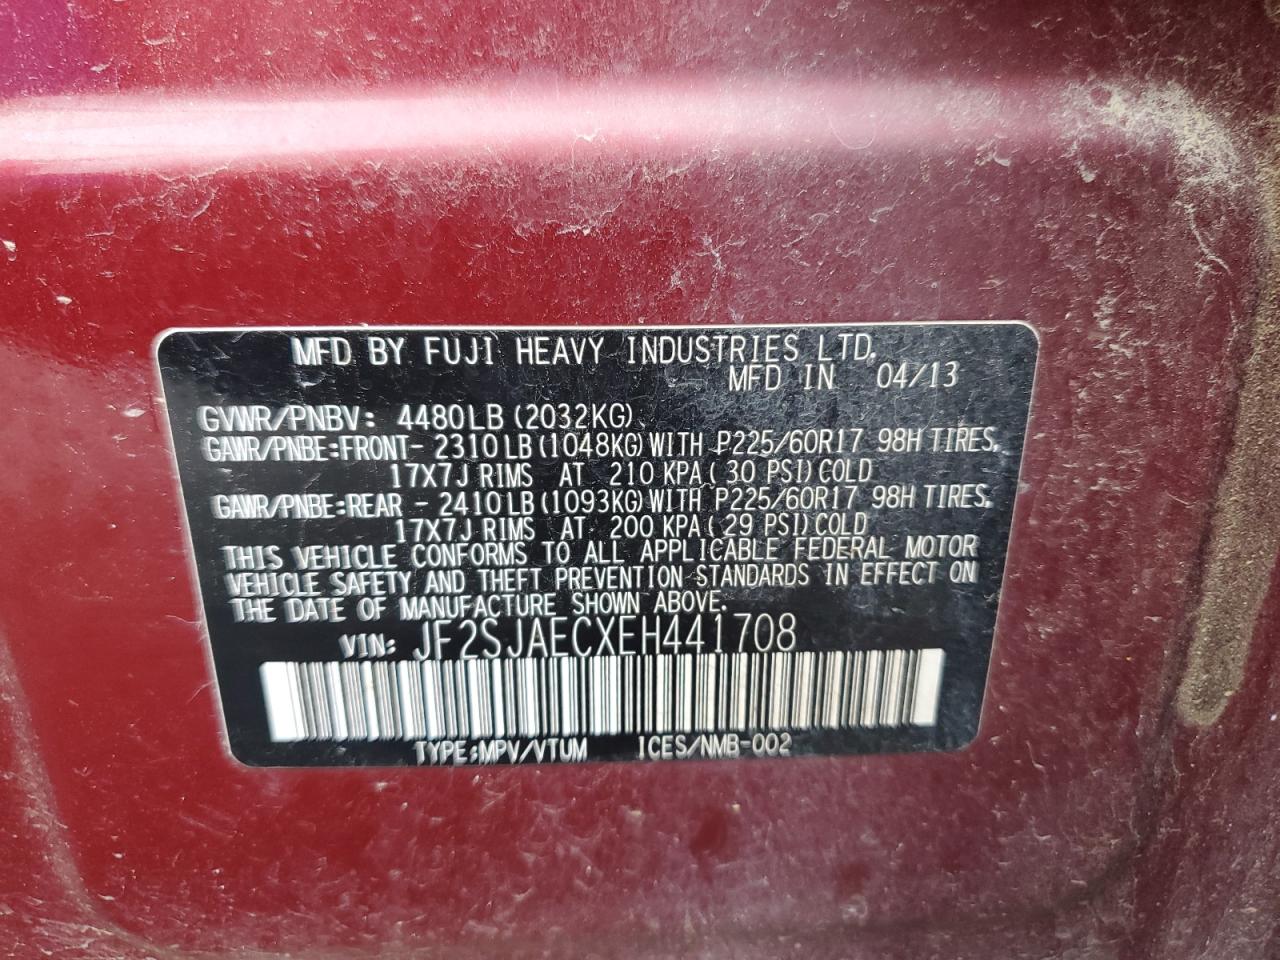 MFD BY FUJI HEAVY INDUSTRIES LTD.
MFD IN 04/13
GVWR/PNBV: 4480LB (2032KG)
GAWR/PNBE:FRONT- 2310LB (1048KG) WITH P225/60R17 98H TIRES,
17X7J RIMS AT 210 KPA ( 30 PSI) COLD
GAWR/PNBE:REAR - 2410LB (1093KG) WITH P225/60R17 98H TIRES,
17X7J RIMS AT 200 KPA ( 29 PSI) COLD
THIS VEHICLE CONFORMS TO ALL APPLICABLE FEDERAL MOTOR
VEHICLE SAFETY AND THEFT PREVENTION STANDARDS IN EFFECT ON
THE DATE OF MANUFACTURE SHOWN ABOVE.
VIN: JF2SJAECXEH441708
TYPE:MPV/VTUM ICES/NMB-002